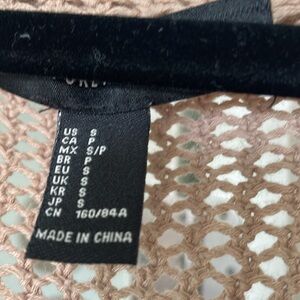 US S
CA P
MX S/P
BR P
EU S
UK S
KR S
JP S
CN 160/84A
MADE IN CHINA